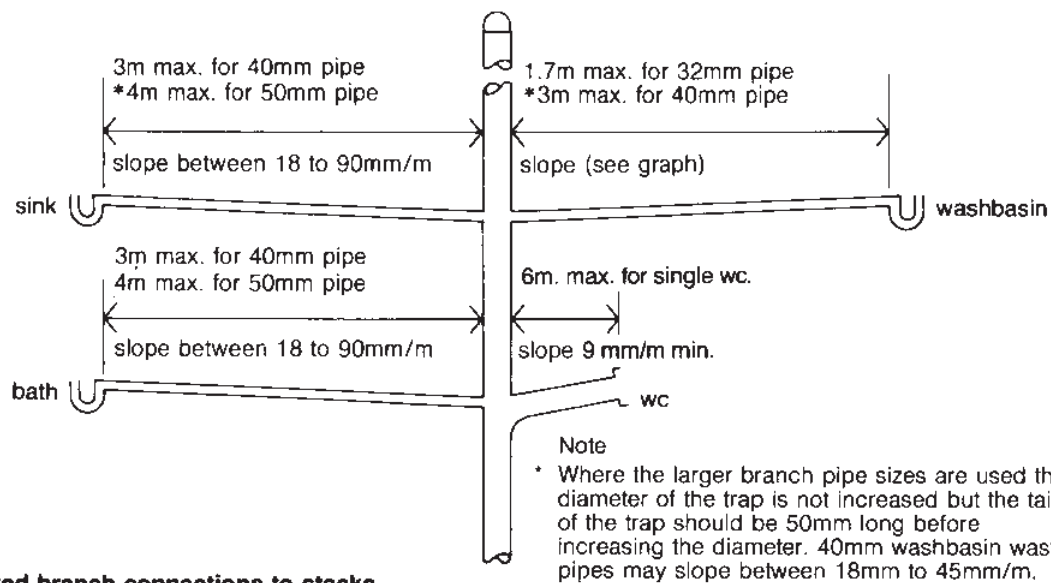 3m max. for 40mm pipe
*4m max. for 50mm pipe
slope between 18 to 90mm/m
1.7m max. for 32mm pipe
*3m max. for 40mm pipe
slope (see graph)
sink
washbasin
3m max. for 40mm pipe
4m max. for 50mm pipe
slope between 18 to 90mm/m
6m. max. for single wc.
slope 9 mm/m min.
bath
wc
Note
* Where the larger branch pipe sizes are used th
diameter of the trap is not increased but the tai
of the trap should be 50mm long before
increasing the diameter. 40mm washbasin was
pipes may slope between 18mm to 45mm/m.
branch connections to stacks